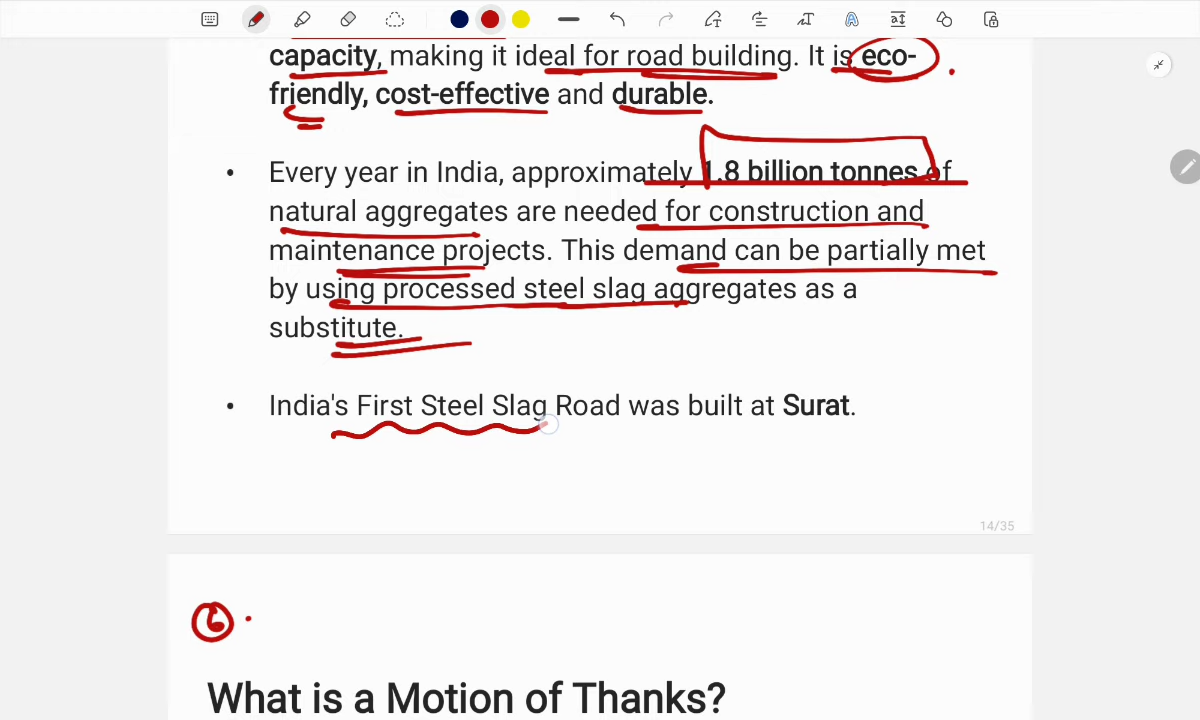 capacity, making it ideal for road building. It is eco-
friendly, cost-effective and durable.
• Every year in India, approximately 1.8 billion tonnes of
natural aggregates are needed for construction and
maintenance projects. This demand can be partially met
by using processed steel slag aggregates as a
substitute.
• India's First Steel Slag Road was built at Surat.
14/35
6.
What is a Motion of Thanks?